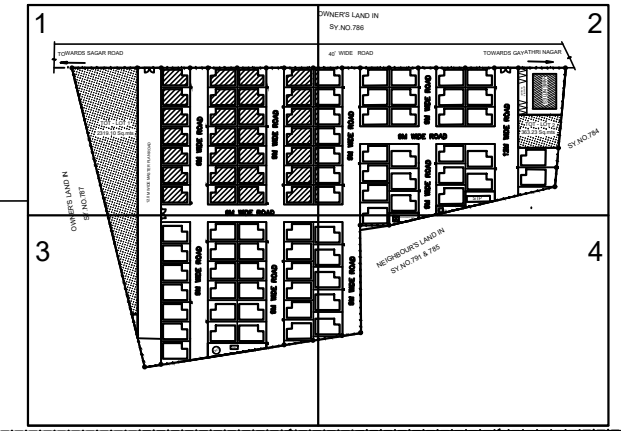 1
OWNER'S LAND IN
SY.NO.786
2
TOWARDS SAGAR ROAD
40' WIDE ROAD
TOWARDS GAYATHRI NAGAR
9M WIDE ROAD
9M WIDE ROAD
9M WIDE ROAD
9M WIDE ROAD
9M WIDE ROAD
12M WIDE ROAD
9M WIDE ROAD
SY.NO.784
OWNER'S LAND IN
SY.NO.787
9M WIDE ROAD
NEIGHBOUR'S LAND IN
SY.NO.791 & 785
3
4
9M WIDE ROAD
9M WIDE ROAD
9M WIDE ROAD